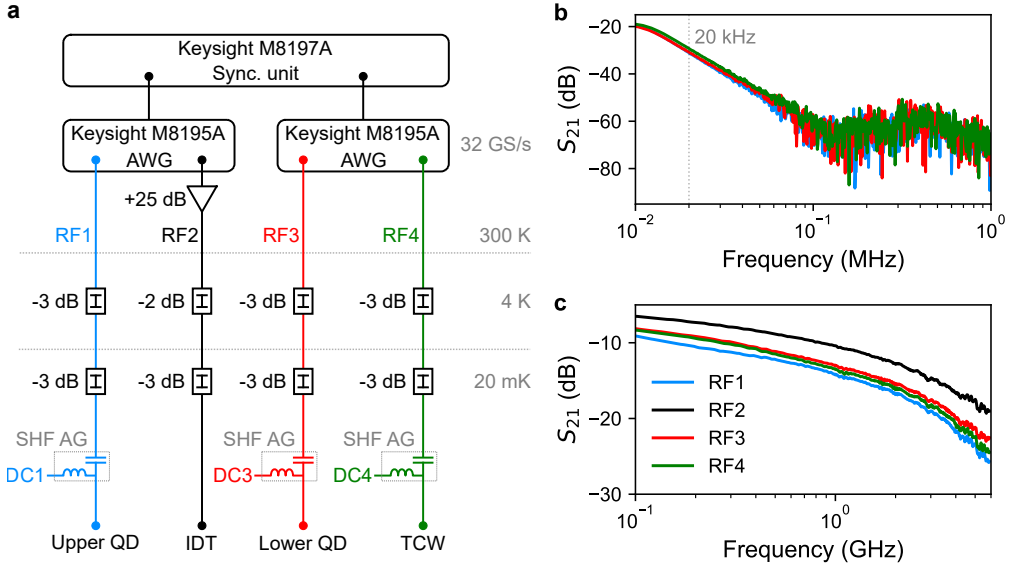 a
Keysight M8197A
Sync. unit
Keysight M8195A
AWG
Keysight M8195A
AWG
32 GS/s
+25 dB
RF1
RF2
RF3
RF4
300 K
-3 dB
-2 dB
-3 dB
-3 dB
4 K
-3 dB
-3 dB
-3 dB
-3 dB
20 mK
SHF AG
SHF AG
SHF AG
DC1
DC3
DC4
Upper QD
IDT
Lower QD
TCW
b
20 kHz
−20
−40
−60
−80
S21 (dB)
10−2
10−1
100
Frequency (MHz)
c
−10
−20
−30
S21 (dB)
RF1
RF2
RF3
RF4
10−1
100
Frequency (GHz)